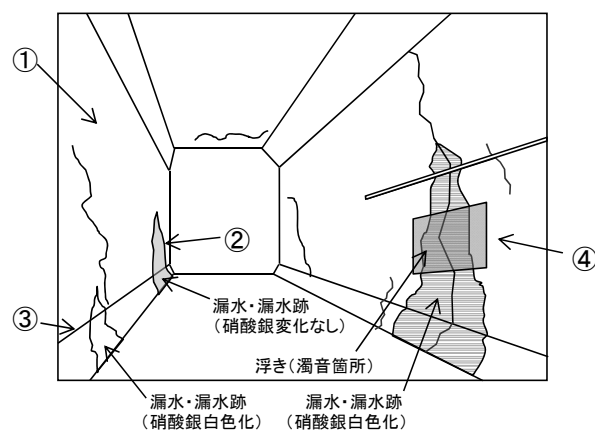 ①
②
④
③
漏水・漏水跡
（硝酸銀変化なし）
浮き（濁音箇所）
漏水・漏水跡
（硝酸銀白色化）
漏水・漏水跡
（硝酸銀白色化）